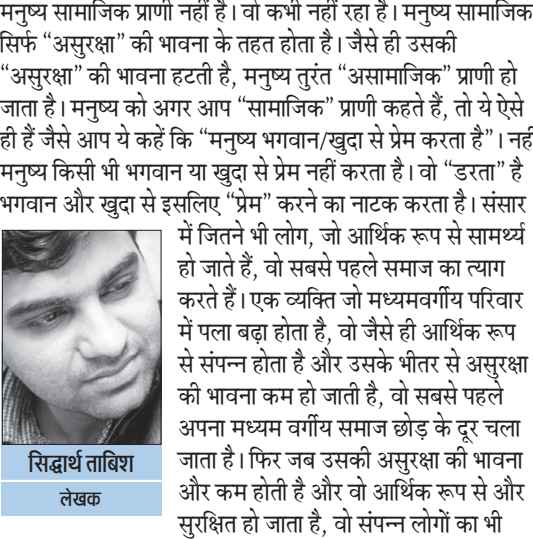 मनुष्य सामाजिक प्राणी नहीं है। वो कभी नहीं रहा है। मनुष्य सामाजिक
सिर्फ “असुरक्षा” की भावना के तहत होता है। जैसे ही उसकी
“असुरक्षा” की भावना हटती है, मनुष्य तुरंत “असामाजिक” प्राणी हो
जाता है। मनुष्य को अगर आप “सामाजिक” प्राणी कहते हैं, तो ये ऐसे
ही हैं जैसे आप ये कहें कि “मनुष्य भगवान/खुदा से प्रेम करता है”। नहीं
मनुष्य किसी भी भगवान या खुदा से प्रेम नहीं करता है। वो “डरता” है
भगवान और खुदा से इसलिए “प्रेम” करने का नाटक करता है। संसार
में जितने भी लोग, जो आर्थिक रूप से सामर्थ्य
हो जाते हैं, वो सबसे पहले समाज का त्याग
करते हैं। एक व्यक्ति जो मध्यमवर्गीय परिवार
में पला बढ़ा होता है, वो जैसे ही आर्थिक रूप
से संपन्न होता है और उसके भीतर से असुरक्षा
की भावना कम हो जाती है, वो सबसे पहले
अपना मध्यम वर्गीय समाज छोड़ के दूर चला
जाता है। फिर जब उसकी असुरक्षा की भावना
और कम होती है और वो आर्थिक रूप से और
सुरक्षित हो जाता है, वो संपन्न लोगों का भी
सिद्धार्थ ताबिश
लेखक